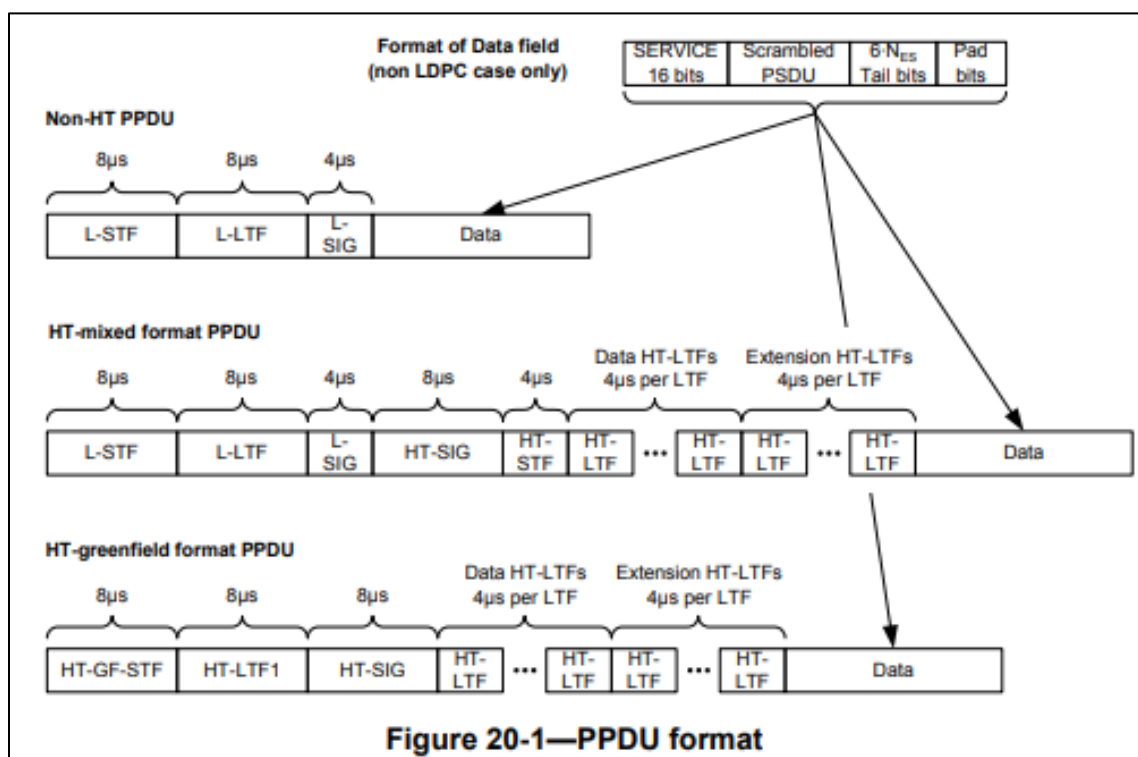 Format of Data field
(non LDPC case only)
SERVICE 16 bits
Scrambled PSDU
6·NES Tail bits
Pad bits
Non-HT PPDU
8µs 8µs 4µs
L-STF L-LTF L-SIG Data
HT-mixed format PPDU
Data HT-LTFs 4µs per LTF
Extension HT-LTFs 4µs per LTF
8µs 8µs 4µs 8µs 4µs
L-STF L-LTF L-SIG HT-SIG HT-STF HT-LTF ••• HT-LTF HT-LTF ••• HT-LTF Data
HT-greenfield format PPDU
Data HT-LTFs 4µs per LTF
Extension HT-LTFs 4µs per LTF
8µs 8µs 8µs
HT-GF-STF HT-LTF1 HT-SIG HT-LTF ••• HT-LTF HT-LTF ••• HT-LTF Data
Figure 20-1—PPDU format